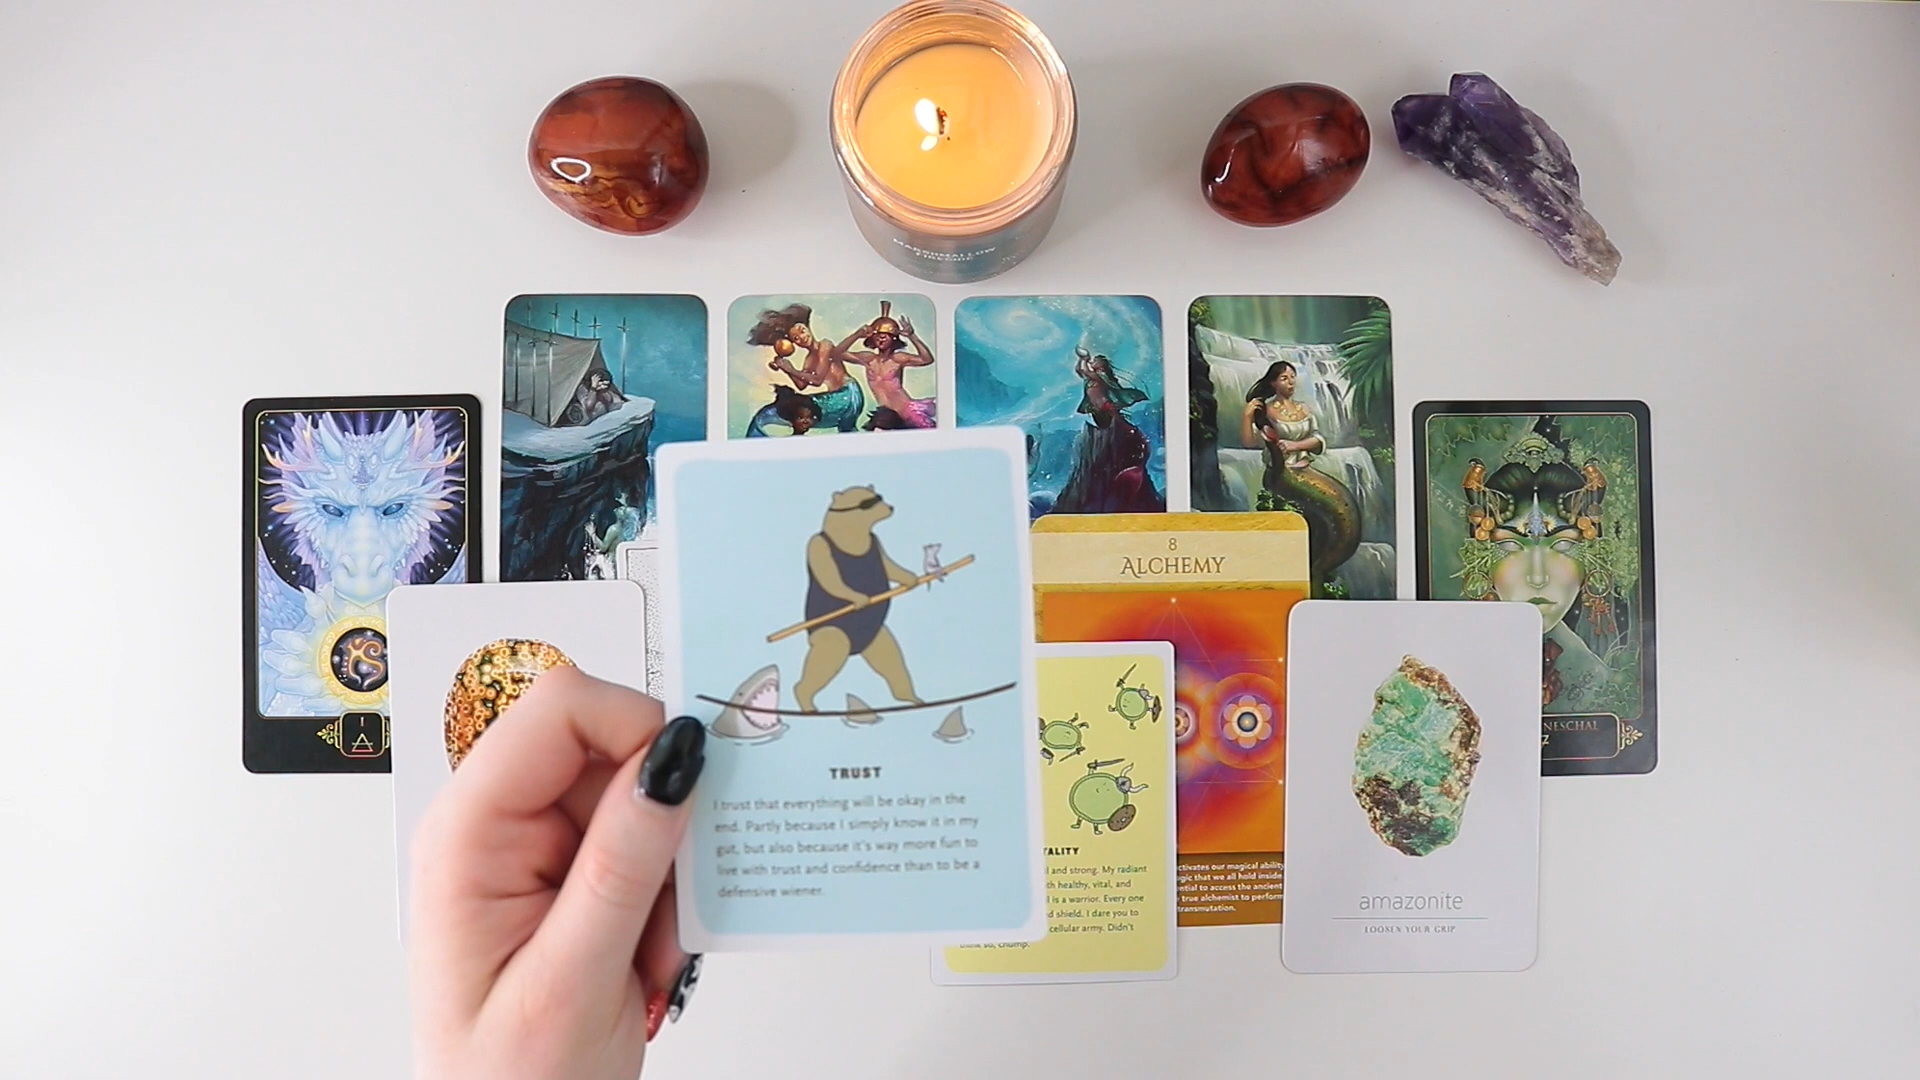 MARSHMALLOW
FIRESIDE
8
ALCHEMY
TRUST
I trust that everything will be okay in the
end. Partly because I simply know it in my
gut, but also because it's way more fun to
live with trust and confidence than to be a
defensive wiener.
TALITY
l and strong. My radiant
th healthy, vital, and
l is a warrior. Every one
d shield. I dare you to
cellular army. Didn't
think so, chump.
ctivates our magical ability
gic that we all hold inside
ential to access the ancient
true alchemist to perform
transmutation.
amazonite
LOOSEN YOUR GRIP
NESCHAL
I